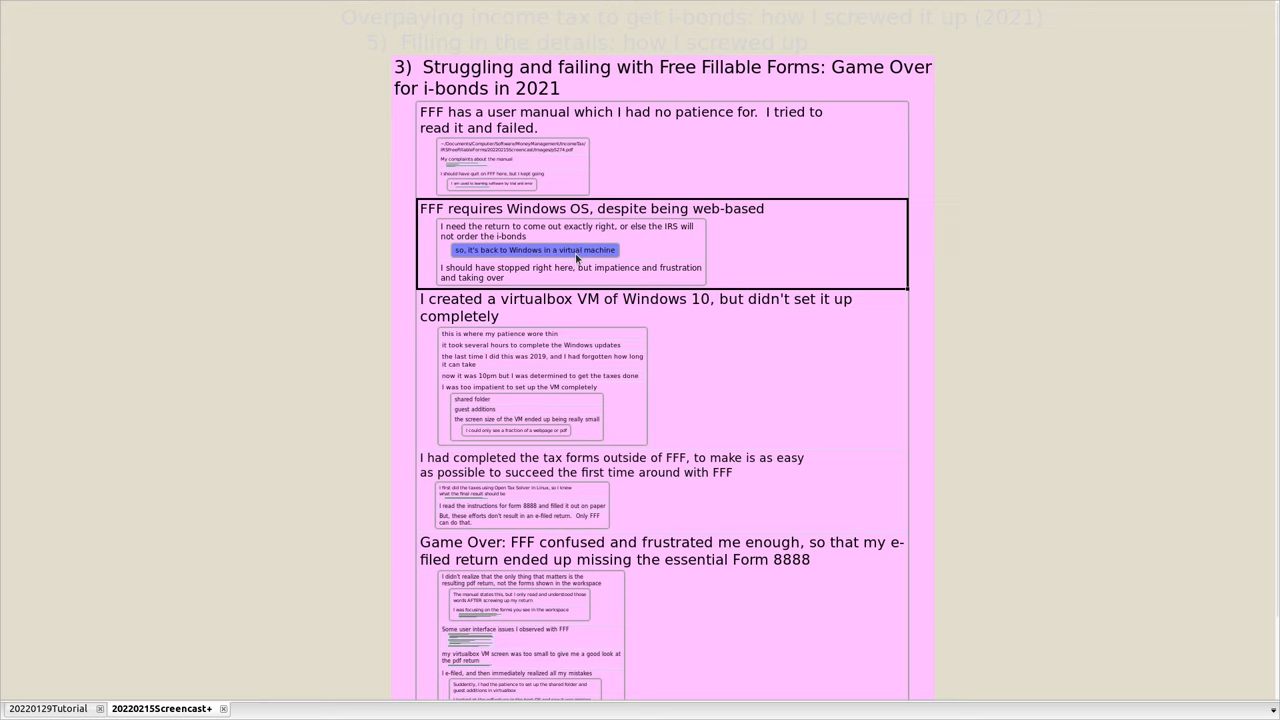 Overpaying income tax to get i-bonds: how I screwed it up (2021)
5)  Filling in the details: how I screwed up
3)  Struggling and failing with Free Fillable Forms: Game Over
for i-bonds in 2021
FFF has a user manual which I had no patience for.  I tried to
read it and failed.
~/Documents/Computer/Software/MoneyManagement/IncomeTax/
My complaints about the manual
I should have quit on FFF here, but I kept going
I am used to learning software by trial and error
FFF requires Windows OS, despite being web-based
I need the return to come out exactly right, or else the IRS will
not order the i-bonds
so, it's back to Windows in a virtual machine
I should have stopped right here, but impatience and frustration
and taking over
I created a virtualbox VM of Windows 10, but didn't set it up
completely
this is where my patience wore thin
it took several hours to complete the Windows updates
the last time I did this was 2019, and I had forgotten how long
it can take
now it was 10pm but I was determined to get the taxes done
I was too impatient to set up the VM completely
shared folder
guest additions
the screen size of the VM ended up being really small
I could only see a fraction of a webpage or pdf
I had completed the tax forms outside of FFF, to make is as easy
as possible to succeed the first time around with FFF
I first did the taxes using Open Tax Solver in Linux, so I knew
what the final result should be
I read the instructions for form 8888 and filled it out on paper
But, these efforts don't result in an e-filed return.  Only FFF
can do that.
Game Over: FFF confused and frustrated me enough, so that my e-
filed return ended up missing the essential Form 8888
I didn't realize that the only thing that matters is the
resulting pdf return, not the forms shown in the workspace
The manual states this, but I only read and understood those
words AFTER screwing up my return
I was focusing on the forms you see in the workspace
Some user interface issues I observed with FFF
my virtualbox VM screen was too small to give me a good look at
the pdf return
I e-filed, and then immediately realized all my mistakes
Suddenly, I had the patience to set up the shared folder and
guest additions in virtualbox
20220129Tutorial
20220215Screencast+